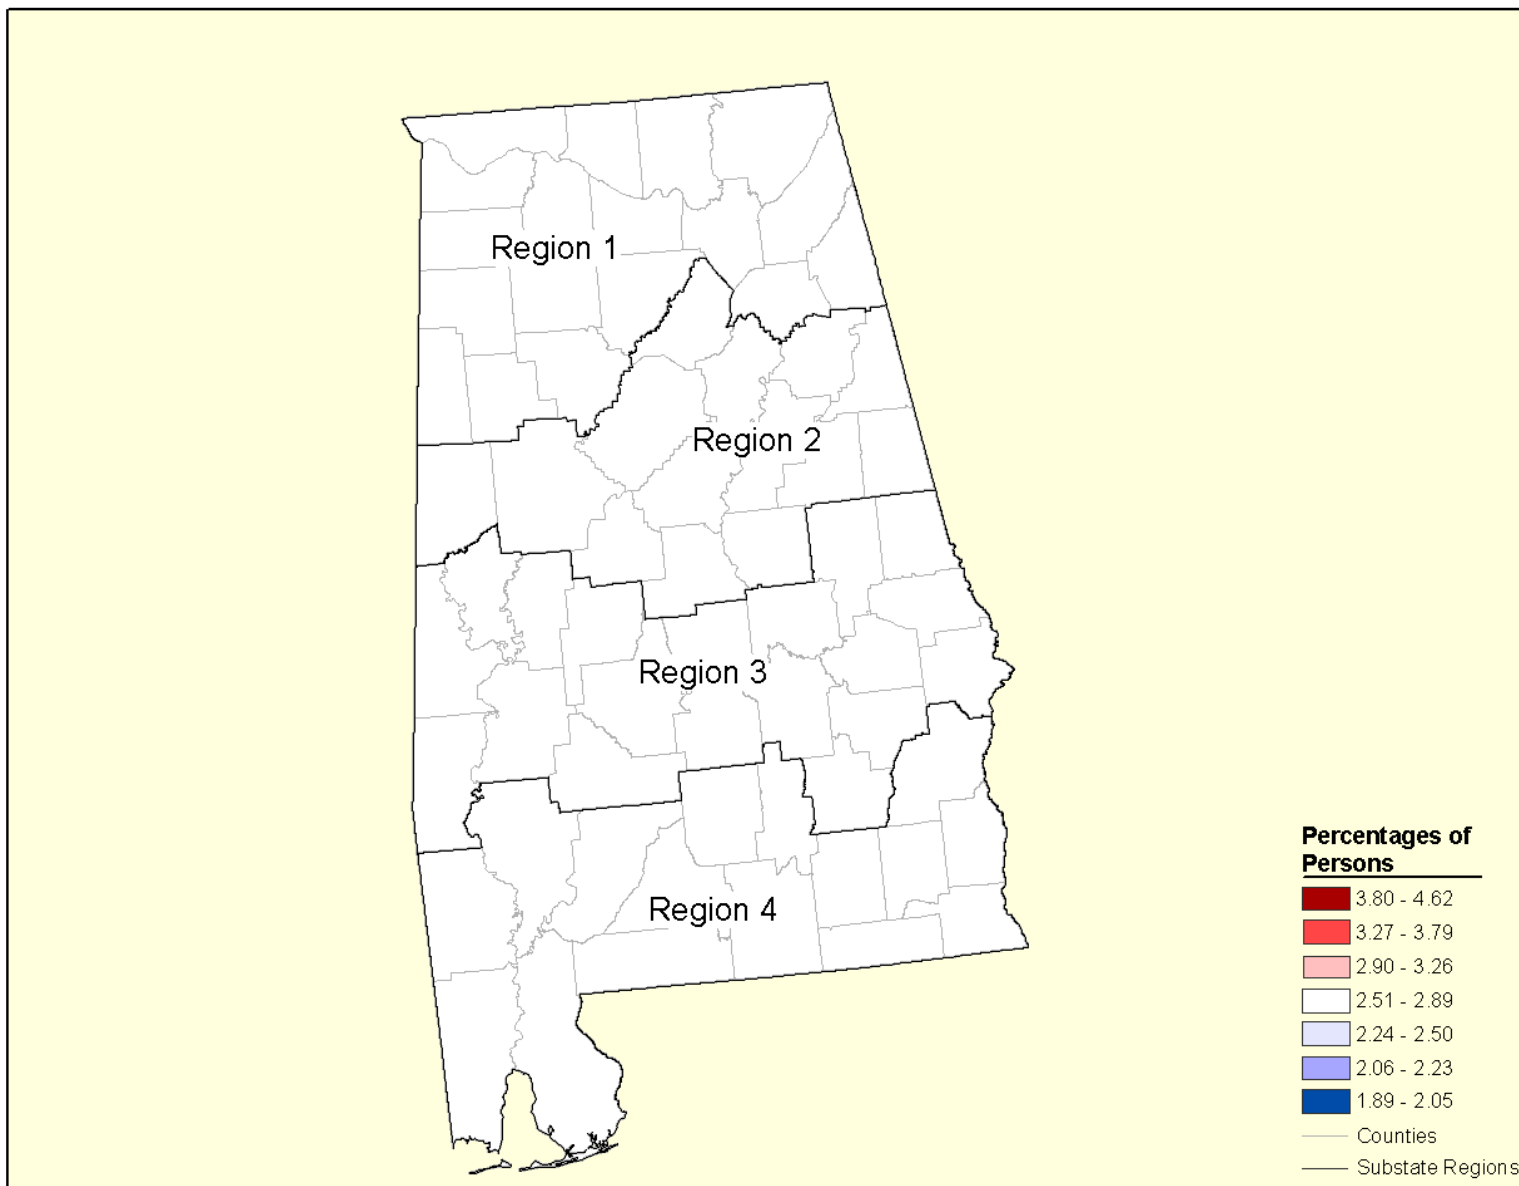 Region 1
Region 2
Region 3
Region 4
Percentages of
Persons
3.80 - 4.62
3.27 - 3.79
2.90 - 3.26
2.51 - 2.89
2.24 - 2.50
2.06 - 2.23
1.89 - 2.05
Counties
Substate Regions